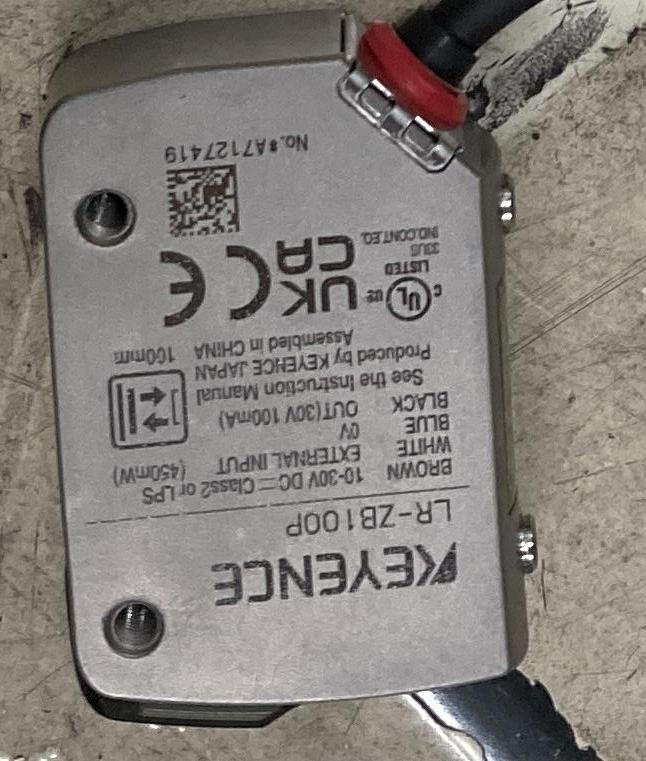 KEYENCE
LR-ZB100P
BROWN 10-30V DC⎓Class2 or LPS
WHITE EXTERNAL INPUT (450mW)
BLUE 0V
BLACK OUT(30V 100mA)
See the Instruction Manual
Produced by KEYENCE JAPAN
Assembled in CHINA
100mm
C UL US
LISTED
33US
IND.CONT.EQ.
UK
CA
CE
No.*A7127419